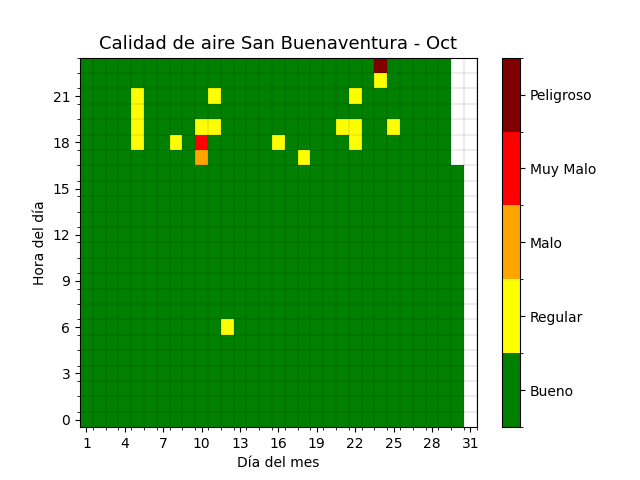 Calidad de aire San Buenaventura - Oct
Hora del día
21
18
15
12
9
6
3
0
1 4 7 10 13 16 19 22 25 28 31
Día del mes
Peligroso
Muy Malo
Malo
Regular
Bueno